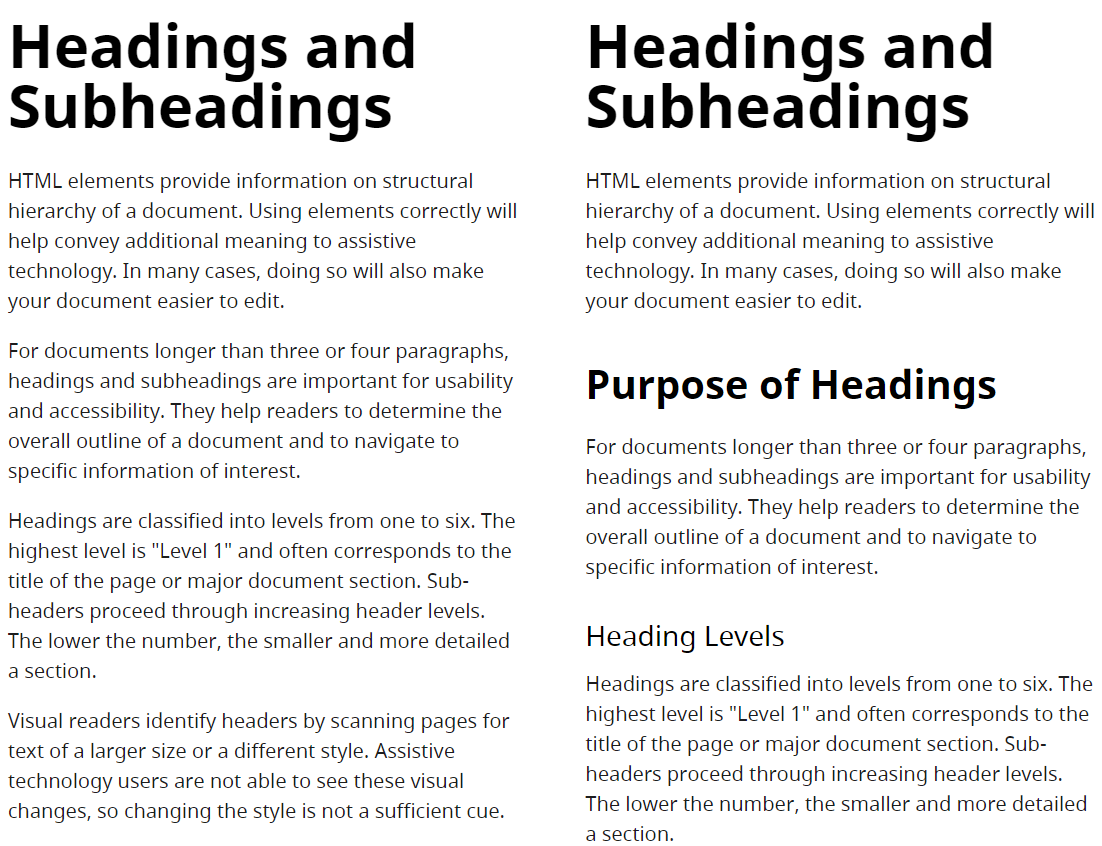 Headings and
Subheadings
HTML elements provide information on structural
hierarchy of a document. Using elements correctly will
help convey additional meaning to assistive
technology. In many cases, doing so will also make
your document easier to edit.
For documents longer than three or four paragraphs,
headings and subheadings are important for usability
and accessibility. They help readers to determine the
overall outline of a document and to navigate to
specific information of interest.
Headings are classified into levels from one to six. The
highest level is "Level 1" and often corresponds to the
title of the page or major document section. Sub-
headers proceed through increasing header levels.
The lower the number, the smaller and more detailed
a section.
Visual readers identify headers by scanning pages for
text of a larger size or a different style. Assistive
technology users are not able to see these visual
changes, so changing the style is not a sufficient cue.
Headings and
Subheadings
HTML elements provide information on structural
hierarchy of a document. Using elements correctly will
help convey additional meaning to assistive
technology. In many cases, doing so will also make
your document easier to edit.
Purpose of Headings
For documents longer than three or four paragraphs,
headings and subheadings are important for usability
and accessibility. They help readers to determine the
overall outline of a document and to navigate to
specific information of interest.
Heading Levels
Headings are classified into levels from one to six. The
highest level is "Level 1" and often corresponds to the
title of the page or major document section. Sub-
headers proceed through increasing header levels.
The lower the number, the smaller and more detailed
a section.